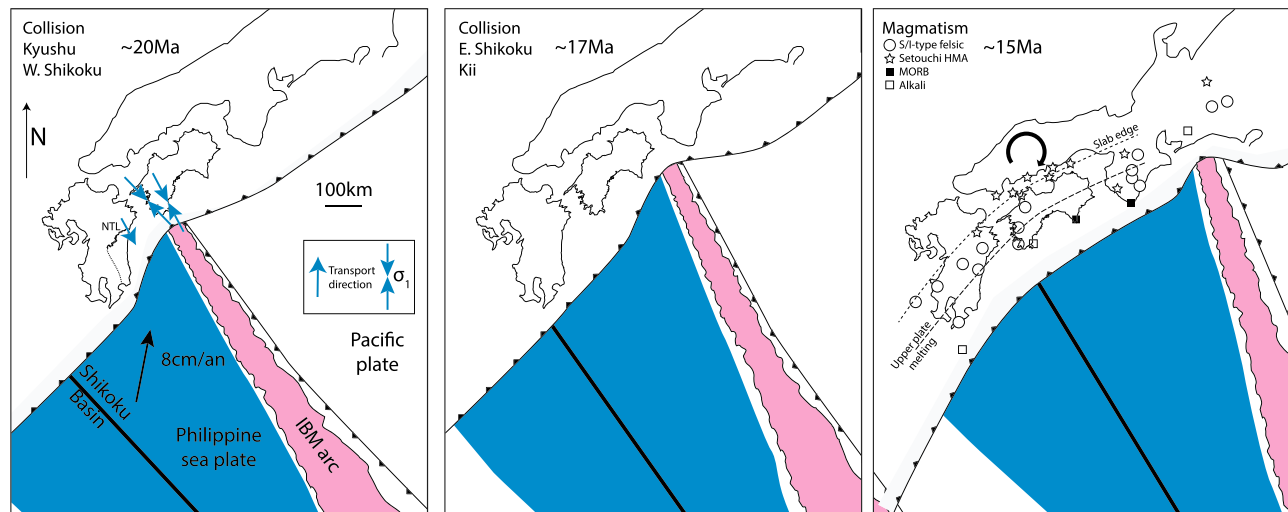 Collision
Kyushu
W. Shikoku
~20Ma
N
NTL
100km
Transport
direction
σ1
Pacific
plate
8cm/an
Shikoku
Basin
Philippine
sea plate
IBM arc
Collision
E. Shikoku
Kii
~17Ma
Magmatism
S/I-type felsic
Setouchi HMA
MORB
Alkali
~15Ma
Slab edge
Upper plate
melting